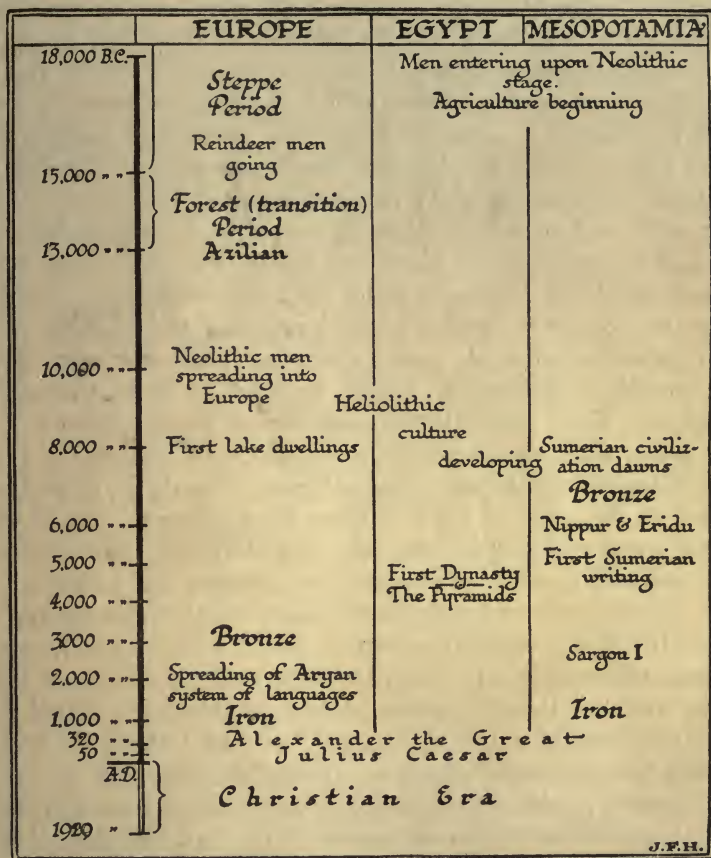 EUROPE EGYPT MESOPOTAMIA
18,000 B.C. Men entering upon Neolithic
stage.
Steppe Agriculture beginning
Period
Reindeer men
going
15,000 " "
Forest (transition)
Period
13,000 " " Azilian
Neolithic men
10,000 " " spreading into
Europe Heliolithic
culture
8,000 " " First lake dwellings developing Sumerian civiliz-
ation dawns
Bronze
6,000 " " Nippur & Eridu
5,000 " " First Dynasty First Sumerian
The Pyramids writing
4,000 " "
3,000 " " Bronze
Sargon I
2,000 " " Spreading of Aryan
system of languages
1,000 " " Iron Iron
320 " " Alexander the Great
50 " " Julius Caesar
A.D.
Christian Era
"
J.F.H.